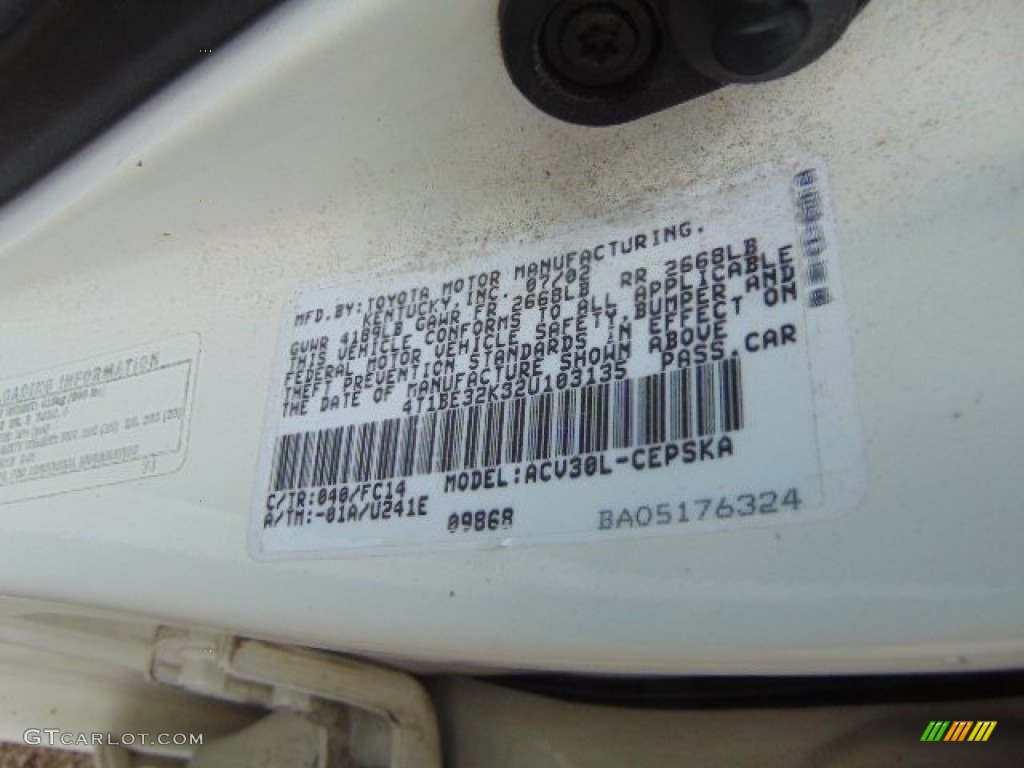 MFD.BY:TOYOTA MOTOR MANUFACTURING.
KENTUCKY,INC. 07/02
GVWR 4189LB GAWR FR 2668LB RR 2668LB
THIS VEHICLE CONFORMS TO ALL APPLICABLE
FEDERAL MOTOR VEHICLE SAFETY,BUMPER AND
THEFT PREVENTION STANDARDS IN EFFECT ON
THE DATE OF MANUFACTURE SHOWN ABOVE.
4T1BE32K32U103135 PASS.CAR
C/TR:040/FC14 MODEL:ACV30L-CEPSKA
A/TM:-01A/U241E 09868 BA05176324
LOADING INFORMATION
GTCARLOT.COM